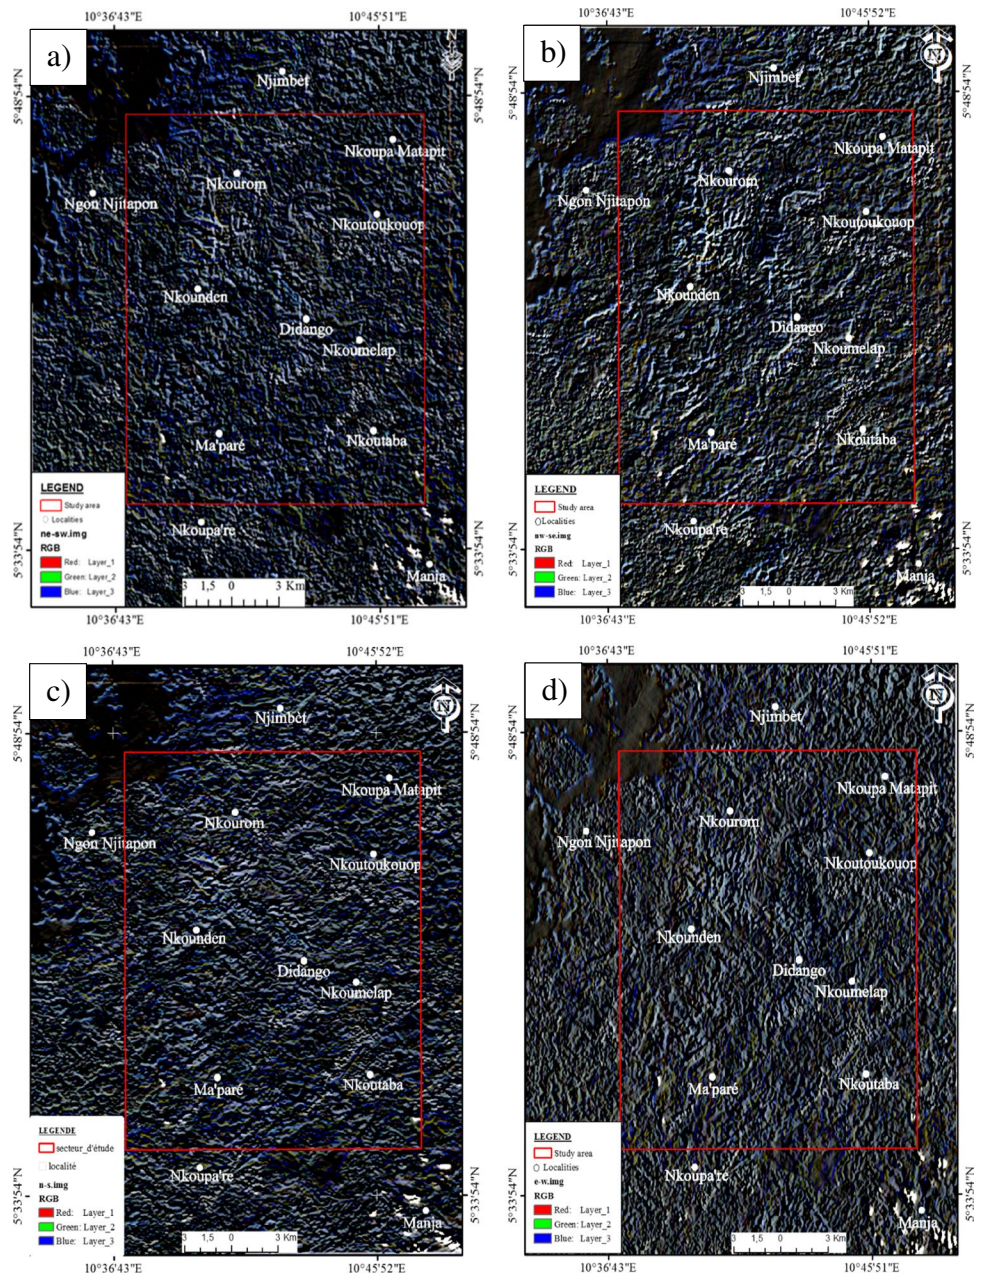 10°36'43"E
10°45'51"E
a)
N
5°48'54"N
5°48'54"N
Njimbet
Nkoupa Matapit
Nkourom
Ngon Njitapon
Nkoutoukouop
Nkounden
Didango
Nkoumelap
Ma'paré
Nkoutaba
LEGEND
Study area
Localities
ne-sw.img
RGB
Red: Layer_1
Green: Layer_2
Blue: Layer_3
Nkoupa're
5°33'54"N
5°33'54"N
Manja
3 1,5 0 3 Km
10°36'43"E
10°45'51"E
10°36'43"E
10°45'52"E
b)
N
5°48'54"N
5°48'54"N
Njimbet
Nkoupa Matapit
Nkourom
Ngon Njitapon
Nkoutoukouop
Nkounden
Didango
Nkoumelap
Ma'paré
Nkoutaba
LEGEND
Study area
Localities
nw-se.img
RGB
Red: Layer_1
Green: Layer_2
Blue: Layer_3
Nkoupa're
5°33'54"N
5°33'54"N
Manja
3 1,5 0 3 Km
10°36'43"E
10°45'52"E
10°36'43"E
10°45'52"E
c)
N
5°48'54"N
5°48'54"N
Njimbet
Nkoupa Matapit
Nkourom
Ngon Njitapon
Nkoutoukouop
Nkounden
Didango
Nkoumelap
Ma'paré
Nkoutaba
LEGENDE
secteur_d'étude
localité
n-s.img
RGB
Red: Layer_1
Green: Layer_2
Blue: Layer_3
Nkoupa're
5°33'54"N
5°33'54"N
Manja
3 1,5 0 3 Km
10°36'43"E
10°45'52"E
10°36'43"E
10°45'51"E
d)
N
5°48'54"N
5°48'54"N
Njimbet
Nkoupa Matapit
Nkourom
Ngon Njitapon
Nkoutoukouop
Nkounden
Didango
Nkoumelap
Ma'paré
Nkoutaba
LEGEND
Study area
Localities
e-w.img
RGB
Red: Layer_1
Green: Layer_2
Blue: Layer_3
Nkoupa're
5°33'54"N
5°33'54"N
Manja
3 1,5 0 3 Km
10°36'43"E
10°45'51"E